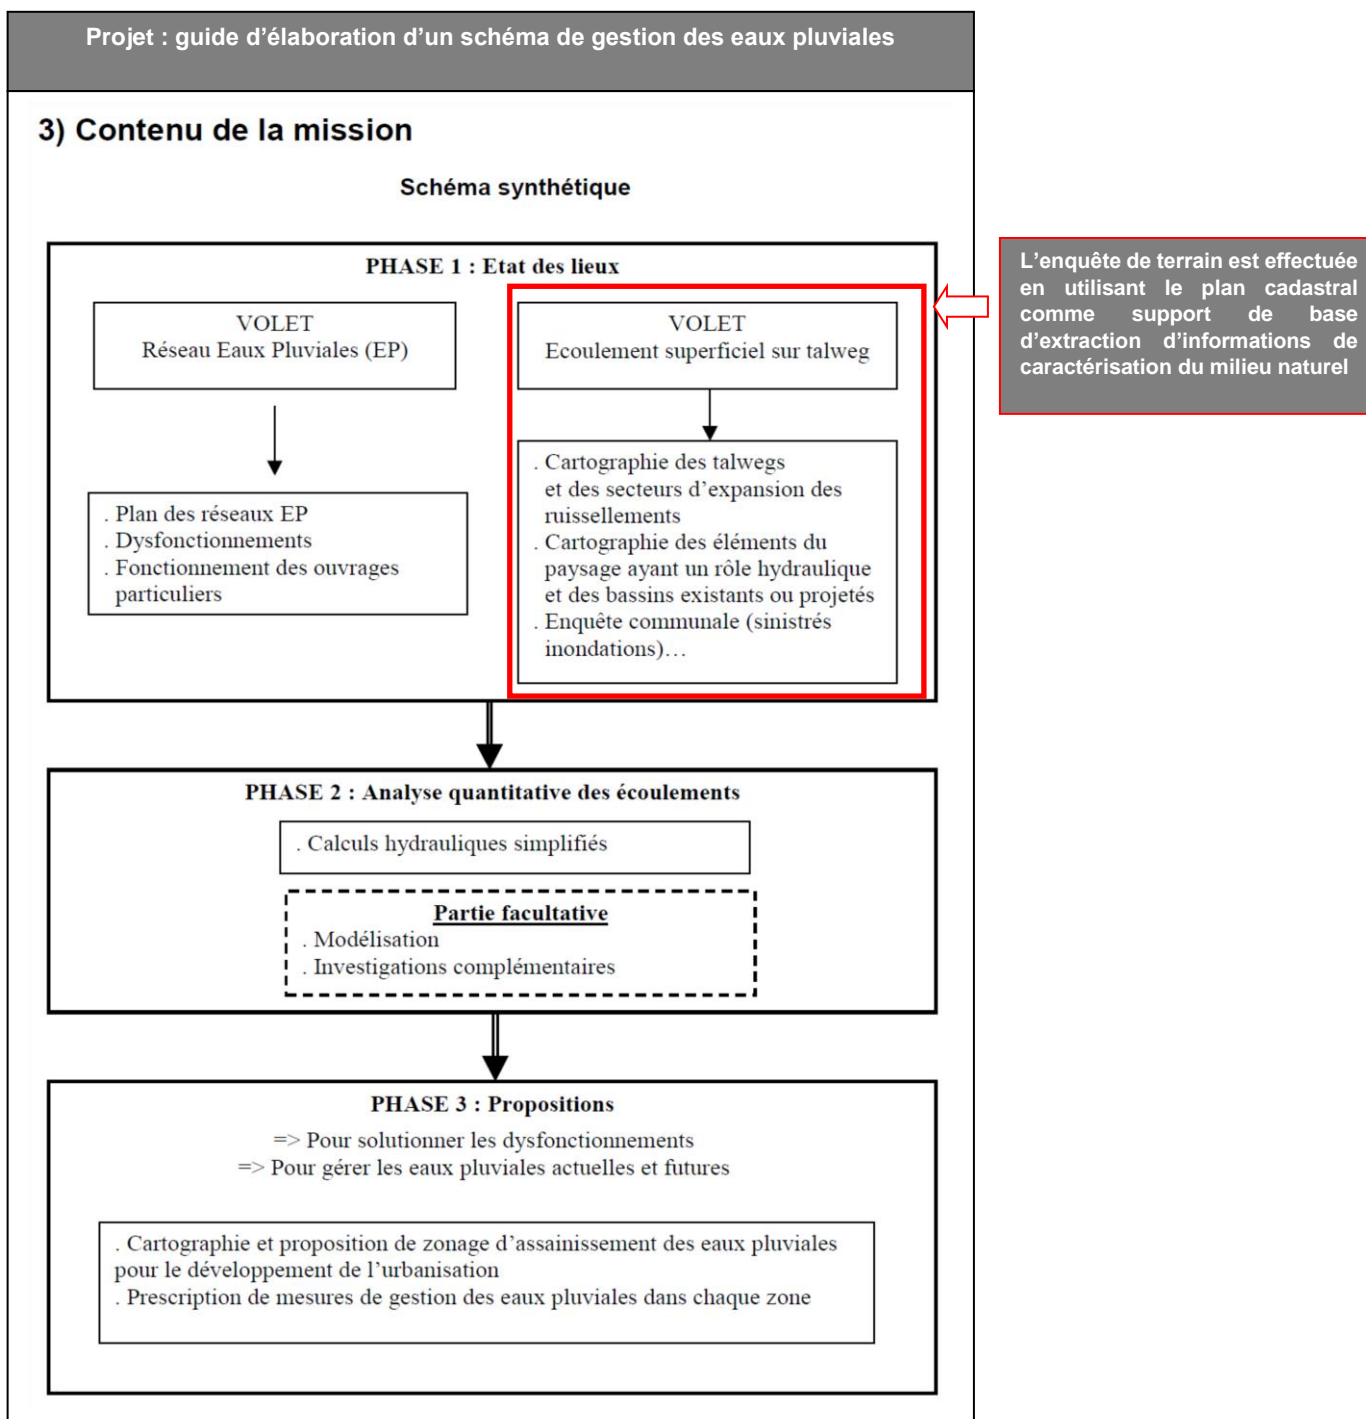 Projet : guide d’élaboration d’un schéma de gestion des eaux pluviales
3) Contenu de la mission
Schéma synthétique
PHASE 1 : Etat des lieux
VOLET
Réseau Eaux Pluviales (EP)
. Plan des réseaux EP
. Dysfonctionnements
. Fonctionnement des ouvrages
particuliers
VOLET
Ecoulement superficiel sur talweg
. Cartographie des talwegs
et des secteurs d’expansion des
ruissellements
. Cartographie des éléments du
paysage ayant un rôle hydraulique
et des bassins existants ou projetés
. Enquête communale (sinistrés
inondations)…
L’enquête de terrain est effectuée
en utilisant le plan cadastral
comme support de base
d’extraction d’informations de
caractérisation du milieu naturel
PHASE 2 : Analyse quantitative des écoulements
. Calculs hydrauliques simplifiés
Partie facultative
. Modélisation
. Investigations complémentaires
PHASE 3 : Propositions
=> Pour solutionner les dysfonctionnements
=> Pour gérer les eaux pluviales actuelles et futures
. Cartographie et proposition de zonage d’assainissement des eaux pluviales
pour le développement de l’urbanisation
. Prescription de mesures de gestion des eaux pluviales dans chaque zone